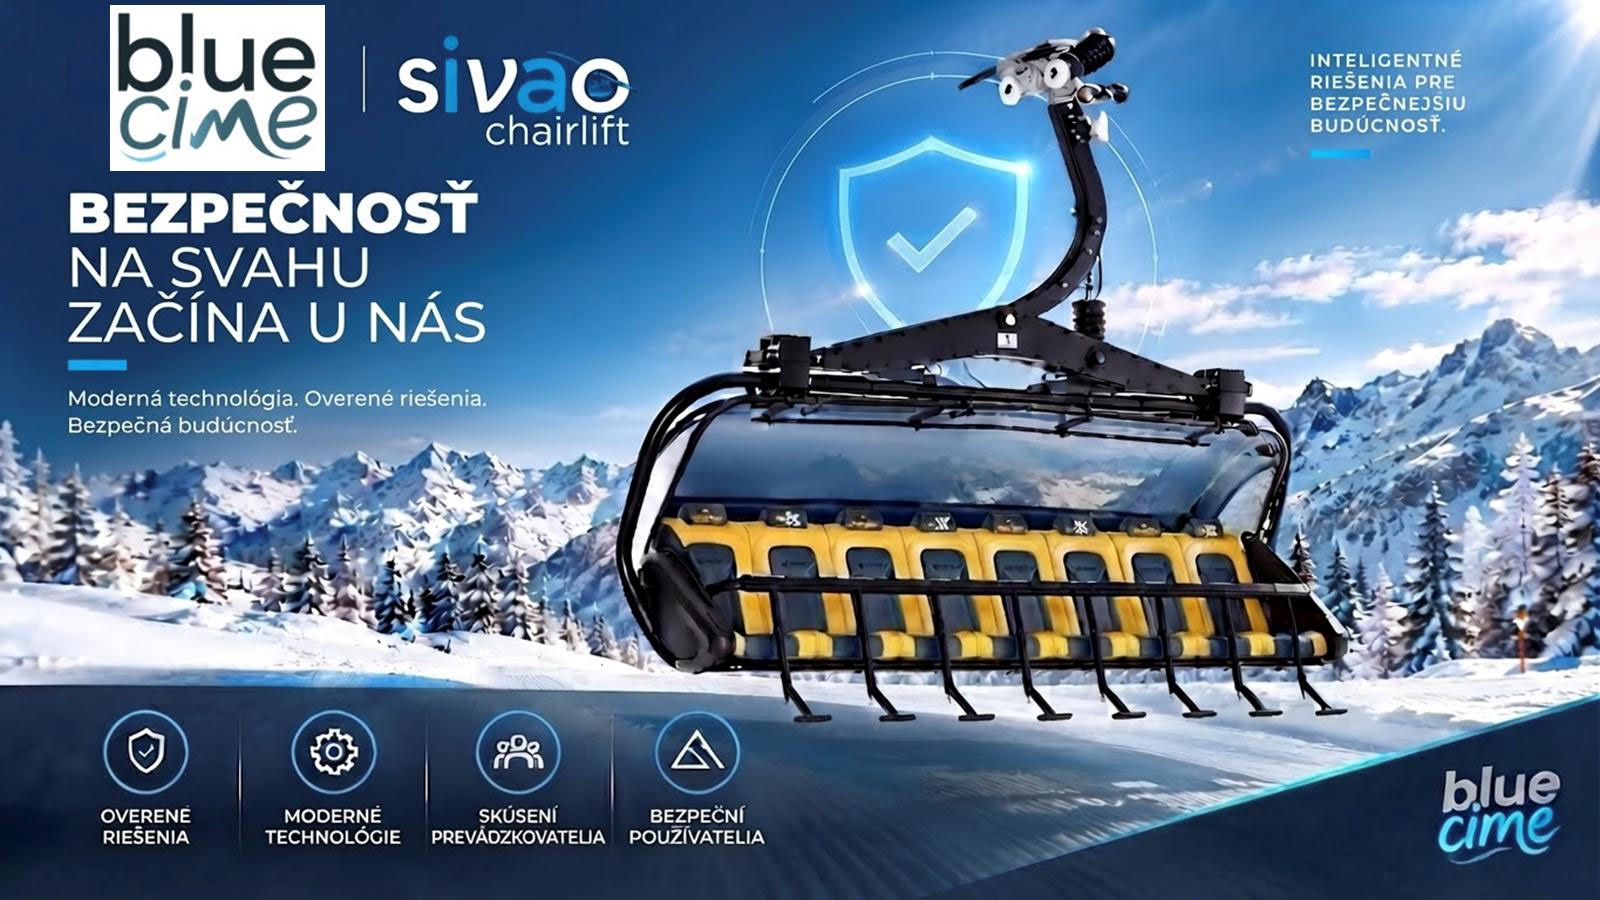 blue
cime
sivao
chairlift
BEZPEČNOSŤ
NA SVAHU
ZAČÍNA U NÁS
Moderná technológia. Overené riešenia.
Bezpečná budúcnosť.
INTELIGENTNÉ
RIEŠENIA PRE
BEZPEČNEJŠIU
BUDÚCNOSŤ.
OVERENÉ
RIEŠENIA
MODERNÉ
TECHNOLÓGIE
SKÚSENÍ
PREVÁDZKOVATELIA
BEZPEČNÍ
POUŽÍVATELIA
blue
cime